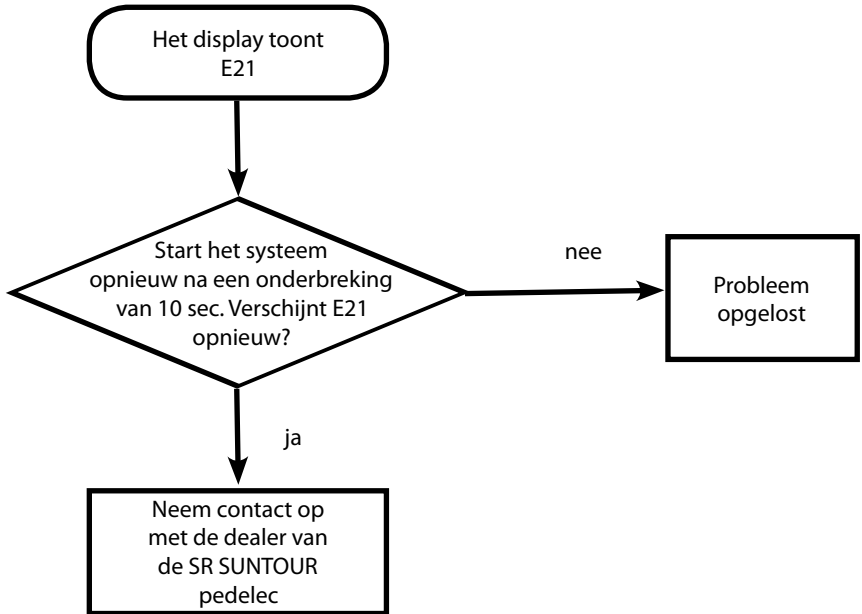 Het display toont
E21
Start het systeem
opnieuw na een onderbreking
van 10 sec. Verschijnt E21
opnieuw?
nee
Probleem
opgelost
ja
Neem contact op
met de dealer van
de SR SUNTOUR
pedelec